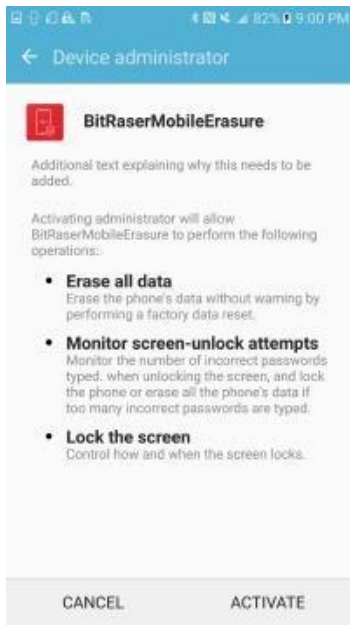 82% 9:00 PM
Device administrator
BitRaserMobileErasure
Additional text explaining why this needs to be
added.
Activating administrator will allow
BitRaserMobileErasure to perform the following
operations:
• Erase all data
Erase the phone's data without warning by
performing a factory data reset.
• Monitor screen-unlock attempts
Monitor the number of incorrect passwords
typed. when unlocking the screen, and lock
the phone or erase all the phone's data if
too many incorrect passwords are typed.
• Lock the screen
Control how and when the screen locks.
CANCEL ACTIVATE